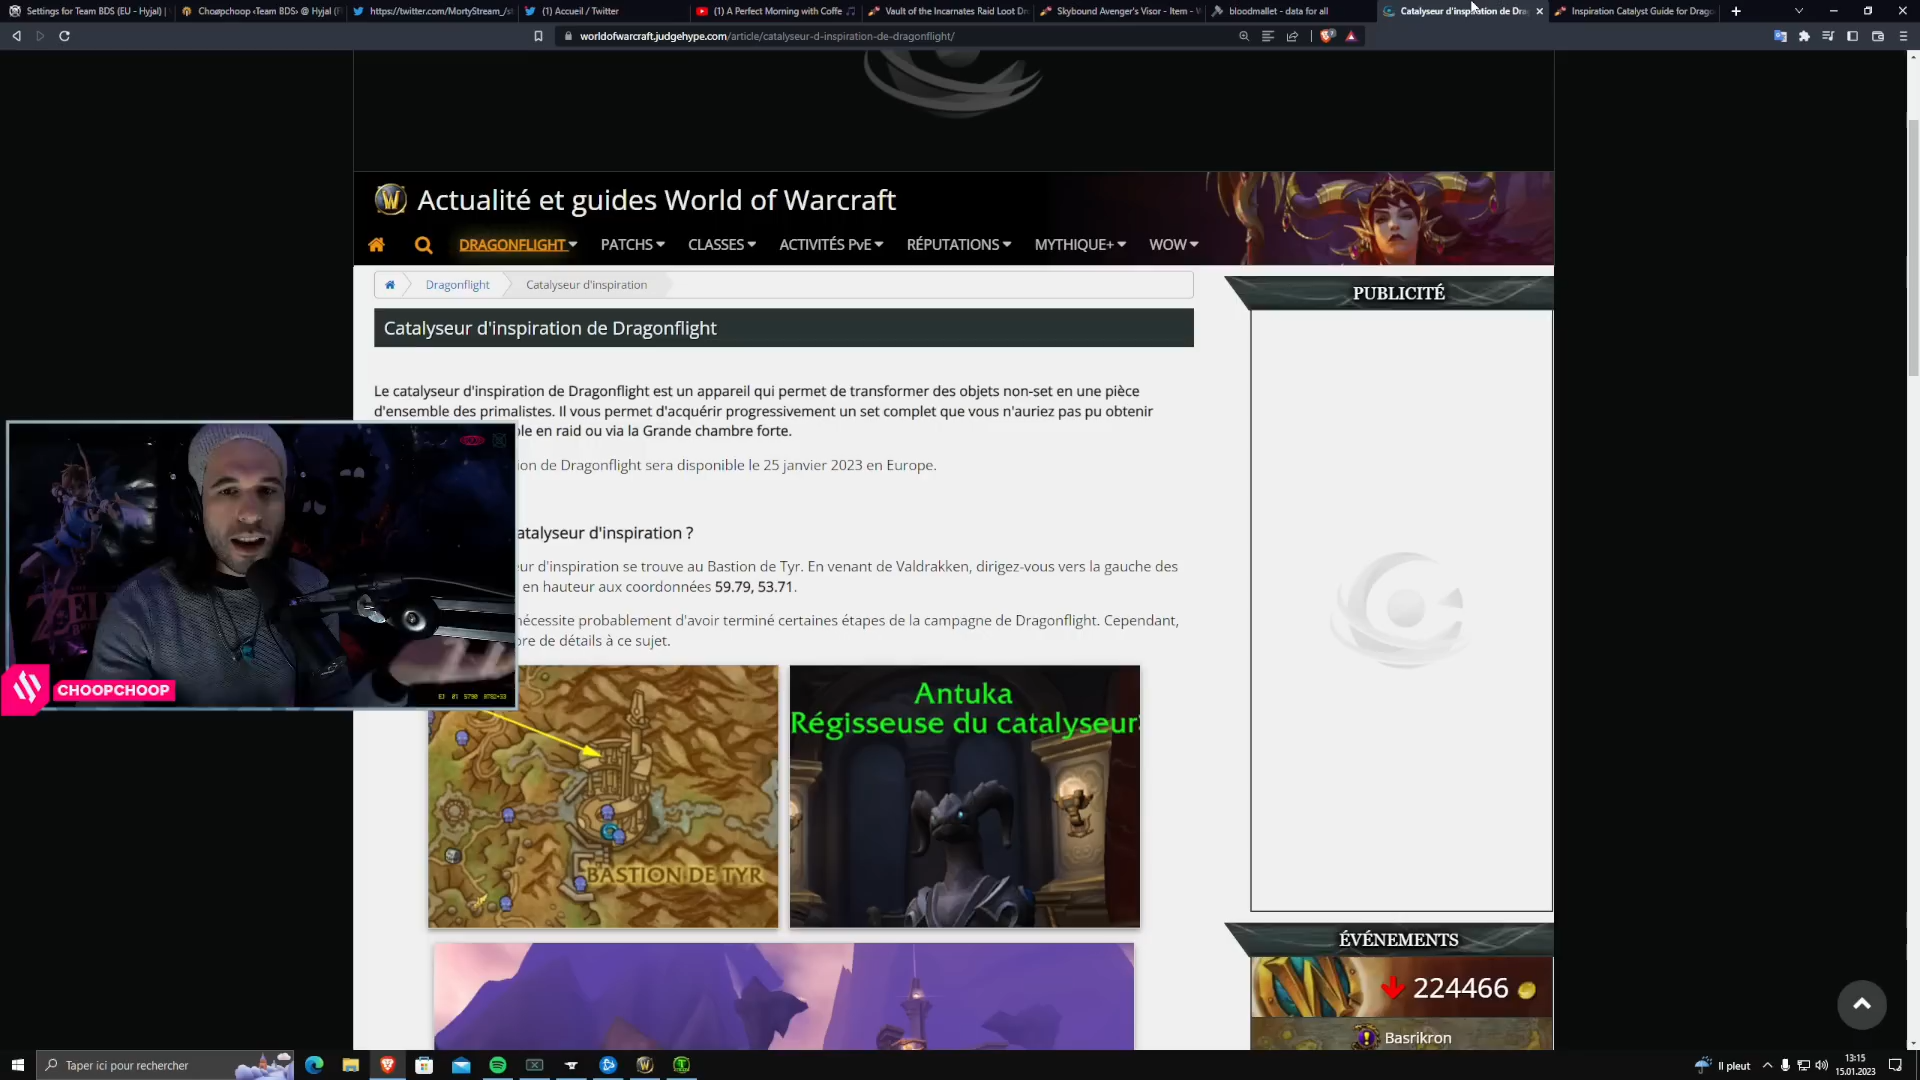 Settings for Team BDS (EU - Hyjal) |
Choøpchoop ‹Team BDS› @ Hyjal (F
https://twitter.com/MortyStream_/st
(1) Accueil / Twitter
(1) A Perfect Morning with Coffe
Vault of the Incarnates Raid Loot Dr
Skybound Avenger's Visor - Item - W
bloodmallet - data for all
Catalyseur d'inspiration de Drag
Inspiration Catalyst Guide for Drago
worldofwarcraft.judgehype.com/article/catalyseur-d-inspiration-de-dragonflight/
Actualité et guides World of Warcraft
DRAGONFLIGHT PATCHS CLASSES ACTIVITÉS PvE RÉPUTATIONS MYTHIQUE+ WOW
Dragonflight Catalyseur d'inspiration
PUBLICITÉ
Catalyseur d'inspiration de Dragonflight
Le catalyseur d'inspiration de Dragonflight est un appareil qui permet de transformer des objets non-set en une pièce
d'ensemble des primalistes. Il vous permet d'acquérir progressivement un set complet que vous n'auriez pas pu obtenir
ble en raid ou via la Grande chambre forte.
ion de Dragonflight sera disponible le 25 janvier 2023 en Europe.
atalyseur d'inspiration ?
eur d'inspiration se trouve au Bastion de Tyr. En venant de Valdrakken, dirigez-vous vers la gauche des
en hauteur aux coordonnées 59.79, 53.71.
nécessite probablement d'avoir terminé certaines étapes de la campagne de Dragonflight. Cependant,
re de détails à ce sujet.
CHOOPCHOOP
Antuka
Régisseuse du catalyseur
BASTION DE TYR
ÉVÉNEMENTS
224466
Basrikron
Taper ici pour rechercher
Il pleut
13:15
15.01.2023